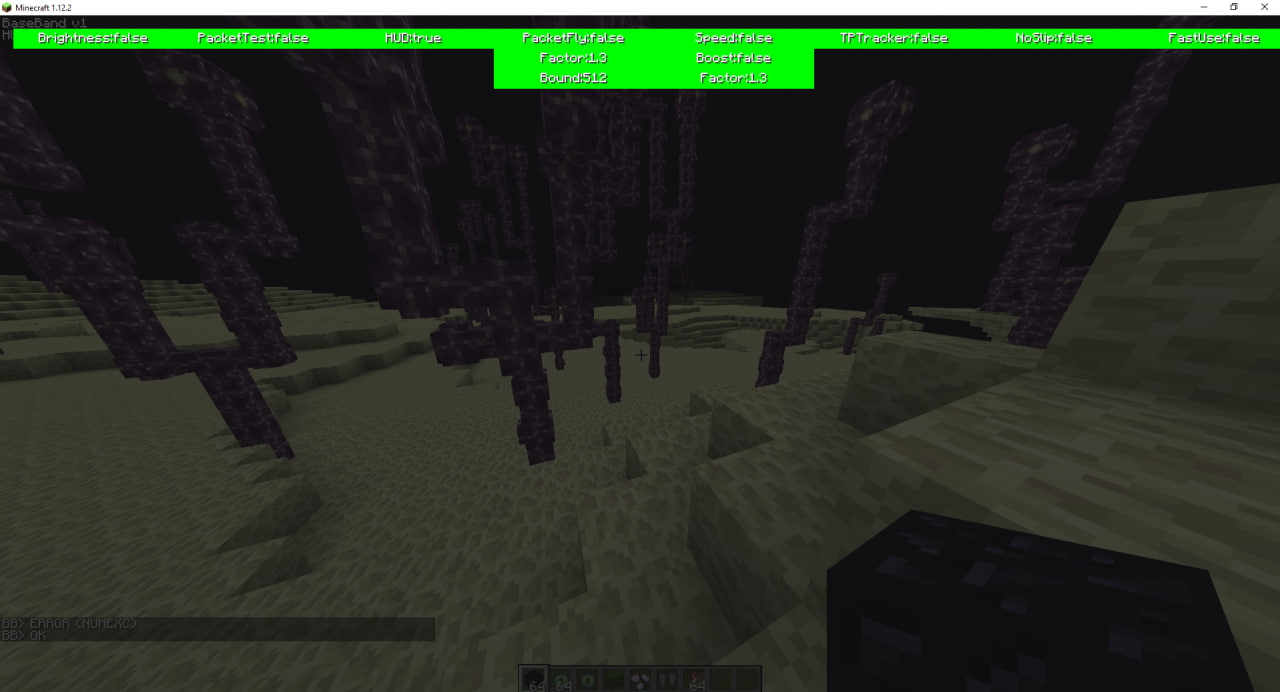 Minecraft 1.12.2
BaseBand v1
Brightness:false PacketTest:false HUD:true PacketFly:false Speed:false TPTracker:false NoSlip:false FastUse:false
Factor:1.3 Boost:false
Bound:512 Factor:1.3
BB> ERROR (NUMEXC)
BB> OK
64 64 64